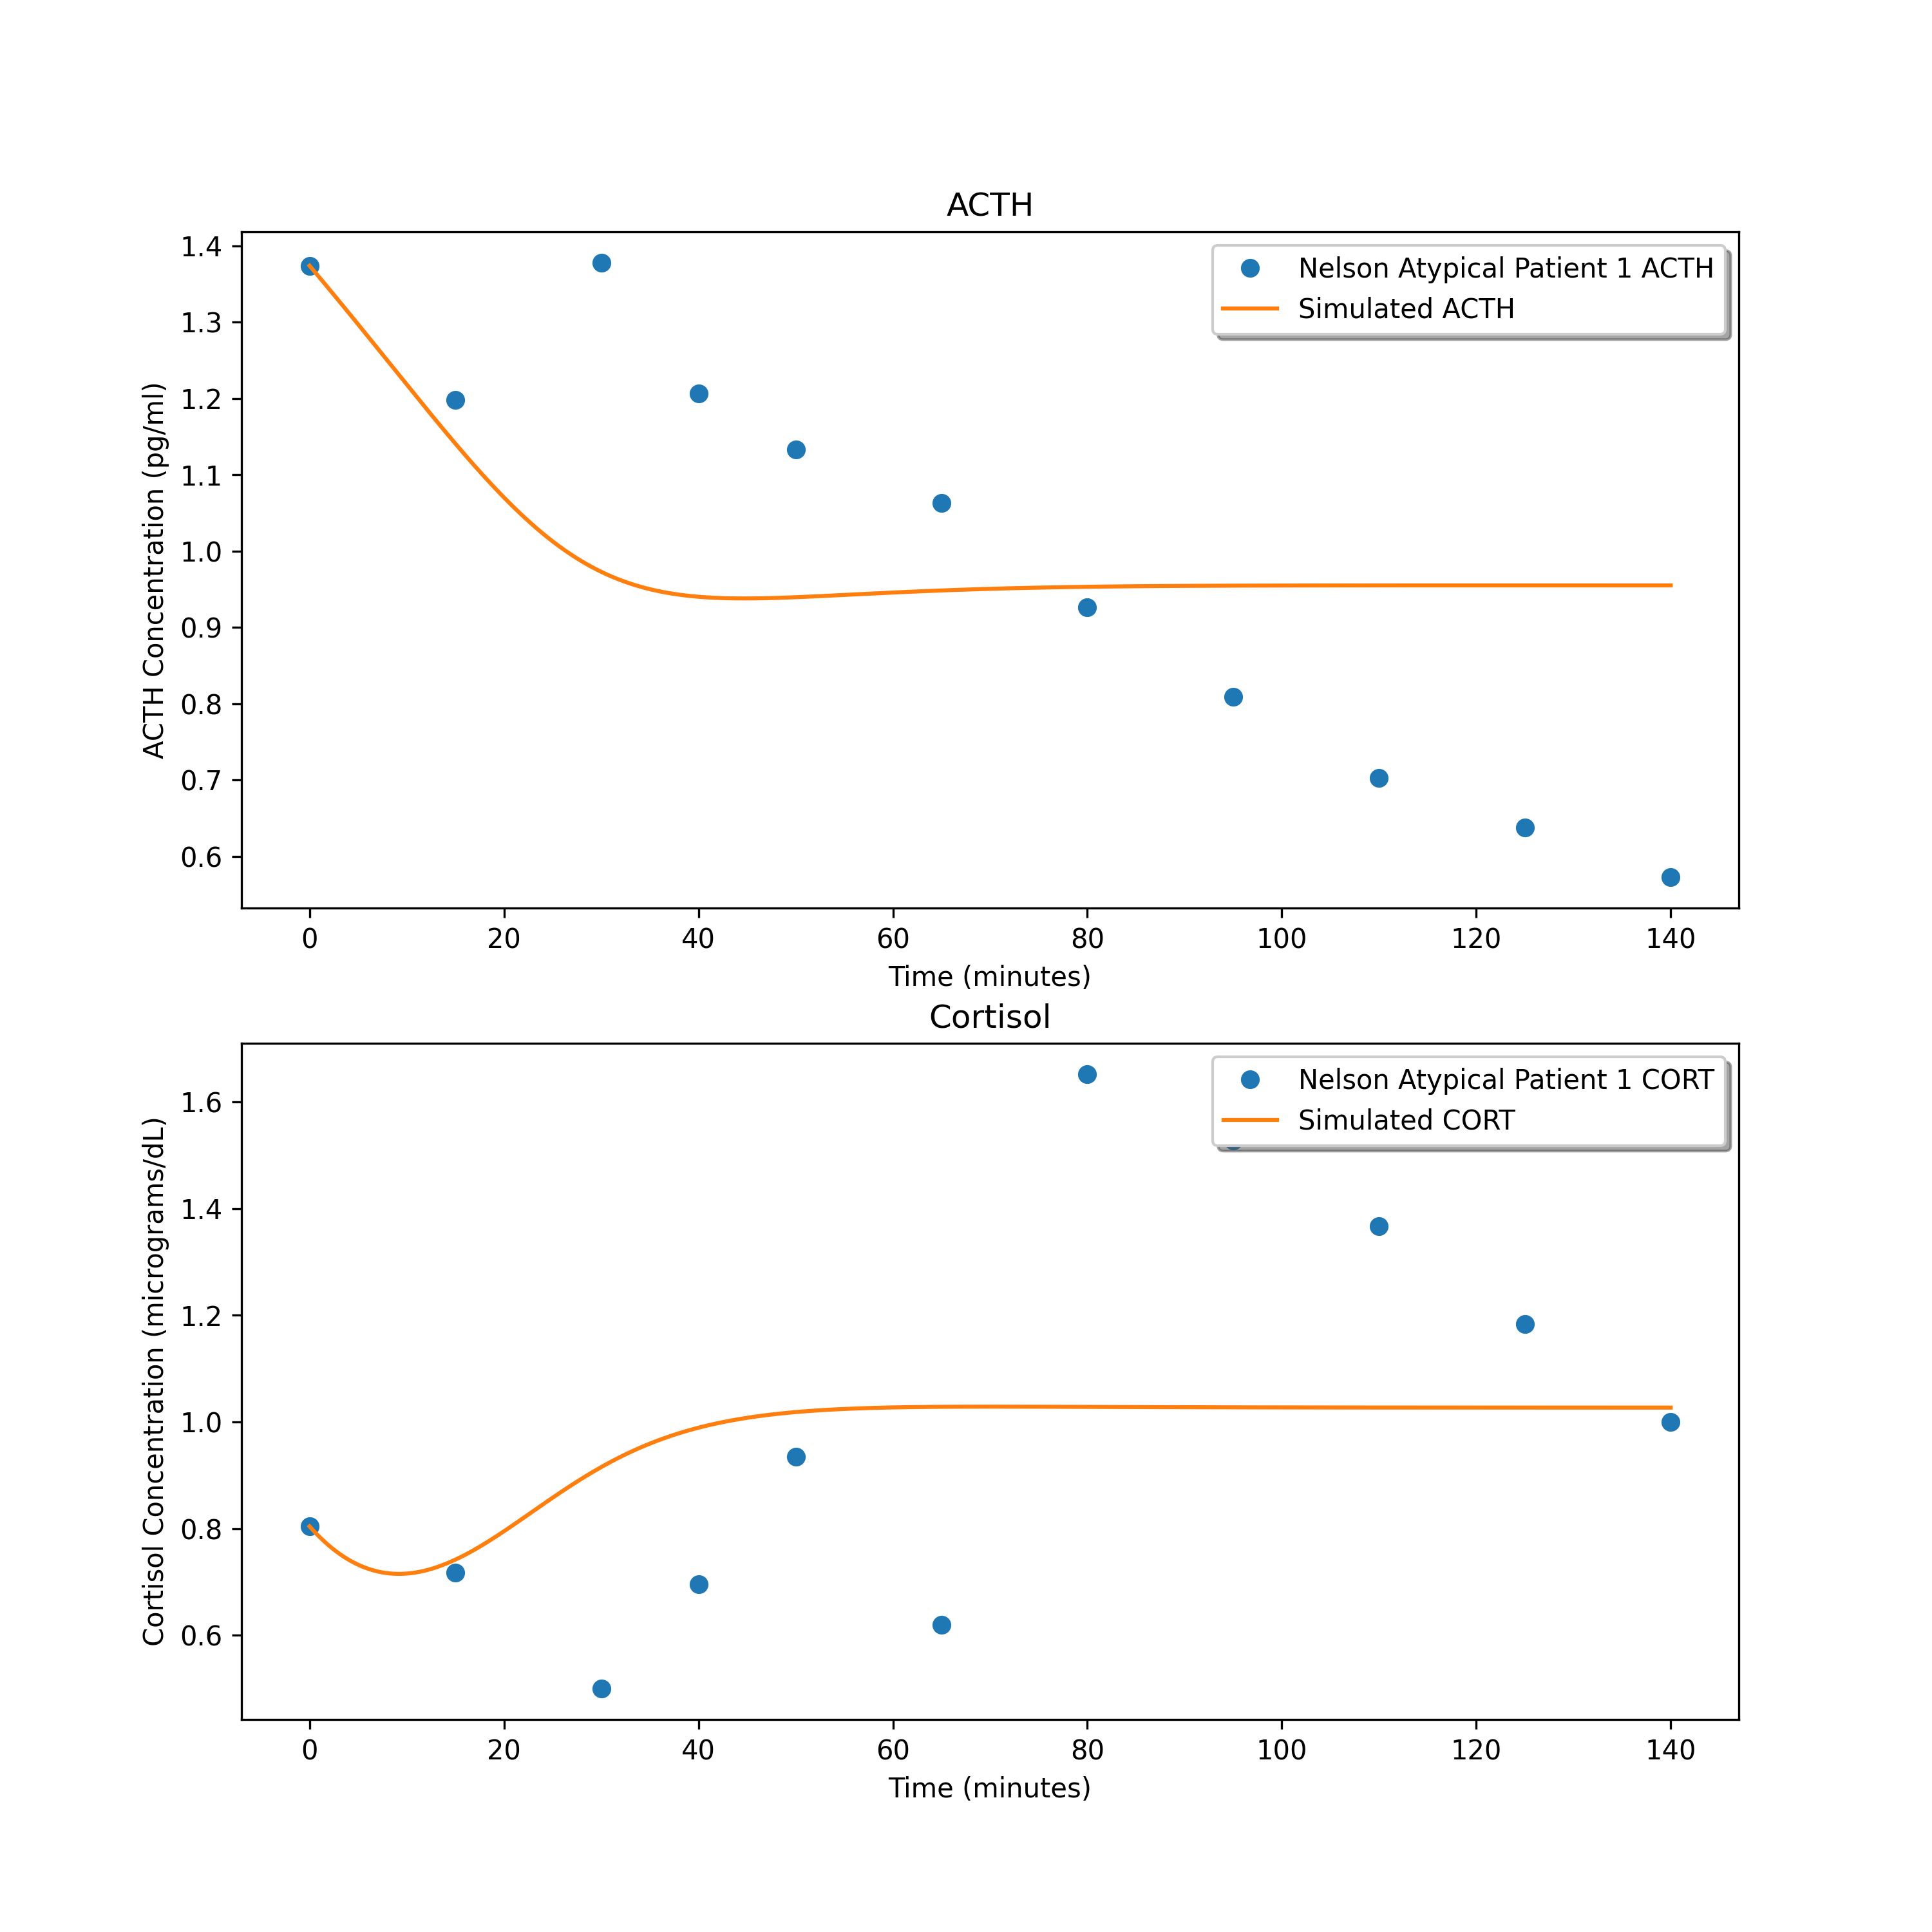 ACTH
1.4
1.3
1.2
1.1
1.0
0.9
0.8
0.7
0.6
ACTH Concentration (pg/ml)
Nelson Atypical Patient 1 ACTH
Simulated ACTH
0 20 40 60 80 100 120 140
Time (minutes)
Cortisol
1.6
1.4
1.2
1.0
0.8
0.6
Cortisol Concentration (micrograms/dL)
Nelson Atypical Patient 1 CORT
Simulated CORT
0 20 40 60 80 100 120 140
Time (minutes)